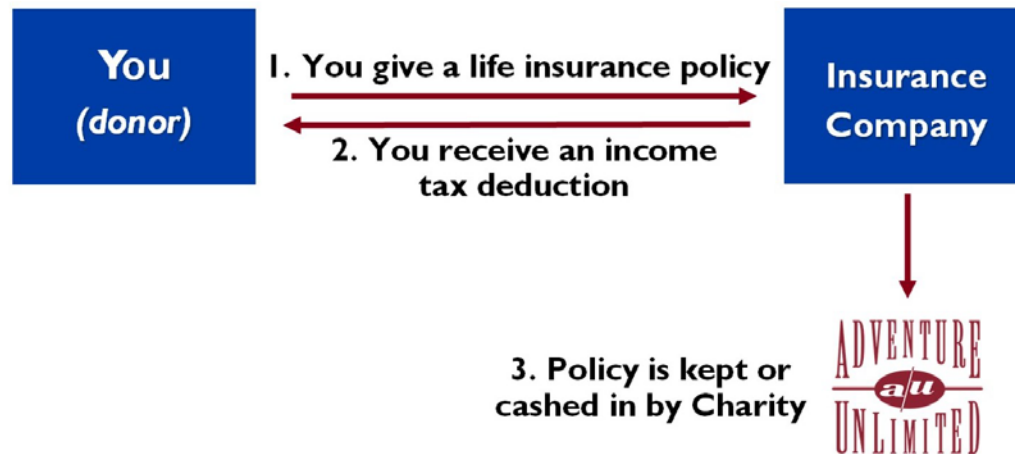 You
(donor)
1. You give a life insurance policy
2. You receive an income
tax deduction
Insurance
Company
3. Policy is kept or
cashed in by Charity
ADVENTURE
a/u
UNLIMITED